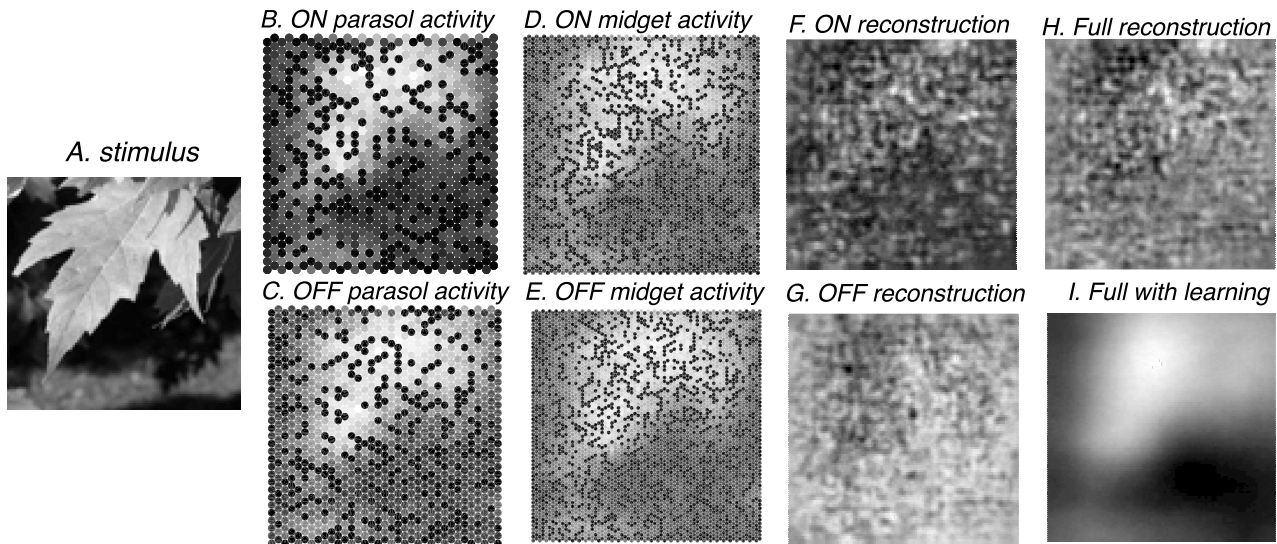 A. stimulus
B. ON parasol activity
C. OFF parasol activity
D. ON midget activity
E. OFF midget activity
F. ON reconstruction
G. OFF reconstruction
H. Full reconstruction
I. Full with learning